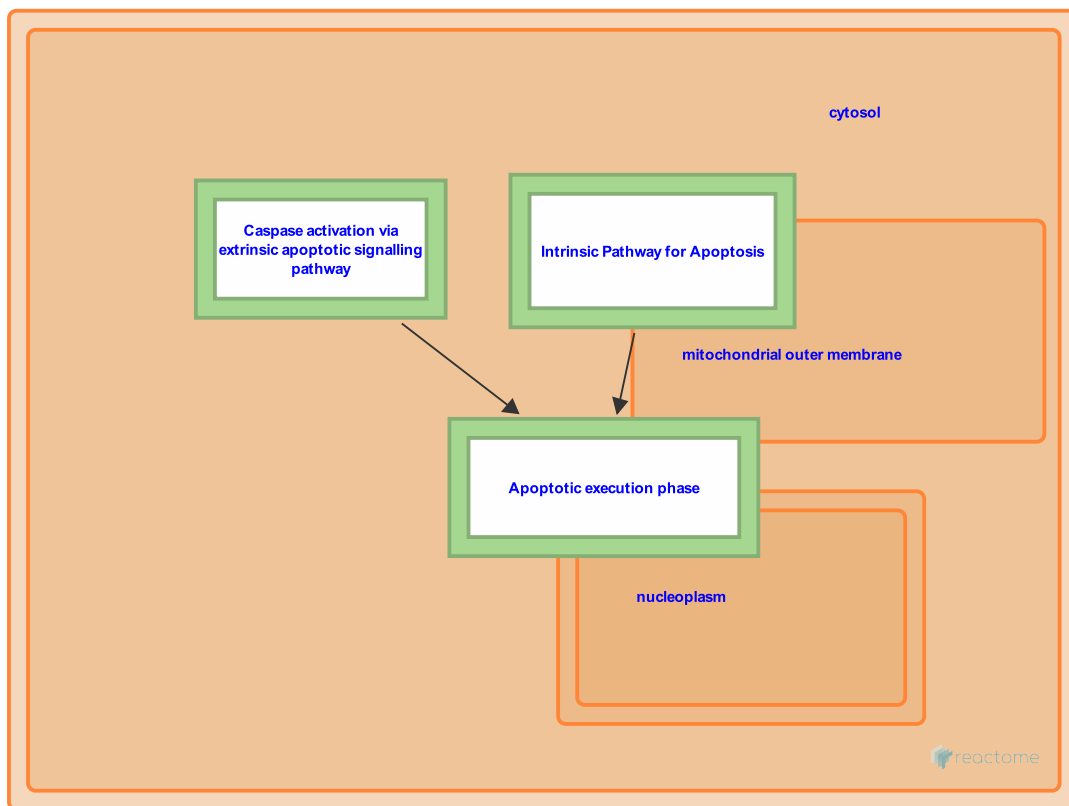 cytosol
Caspase activation via
extrinsic apoptotic signalling
pathway
Intrinsic Pathway for Apoptosis
mitochondrial outer membrane
Apoptotic execution phase
nucleoplasm
reactome